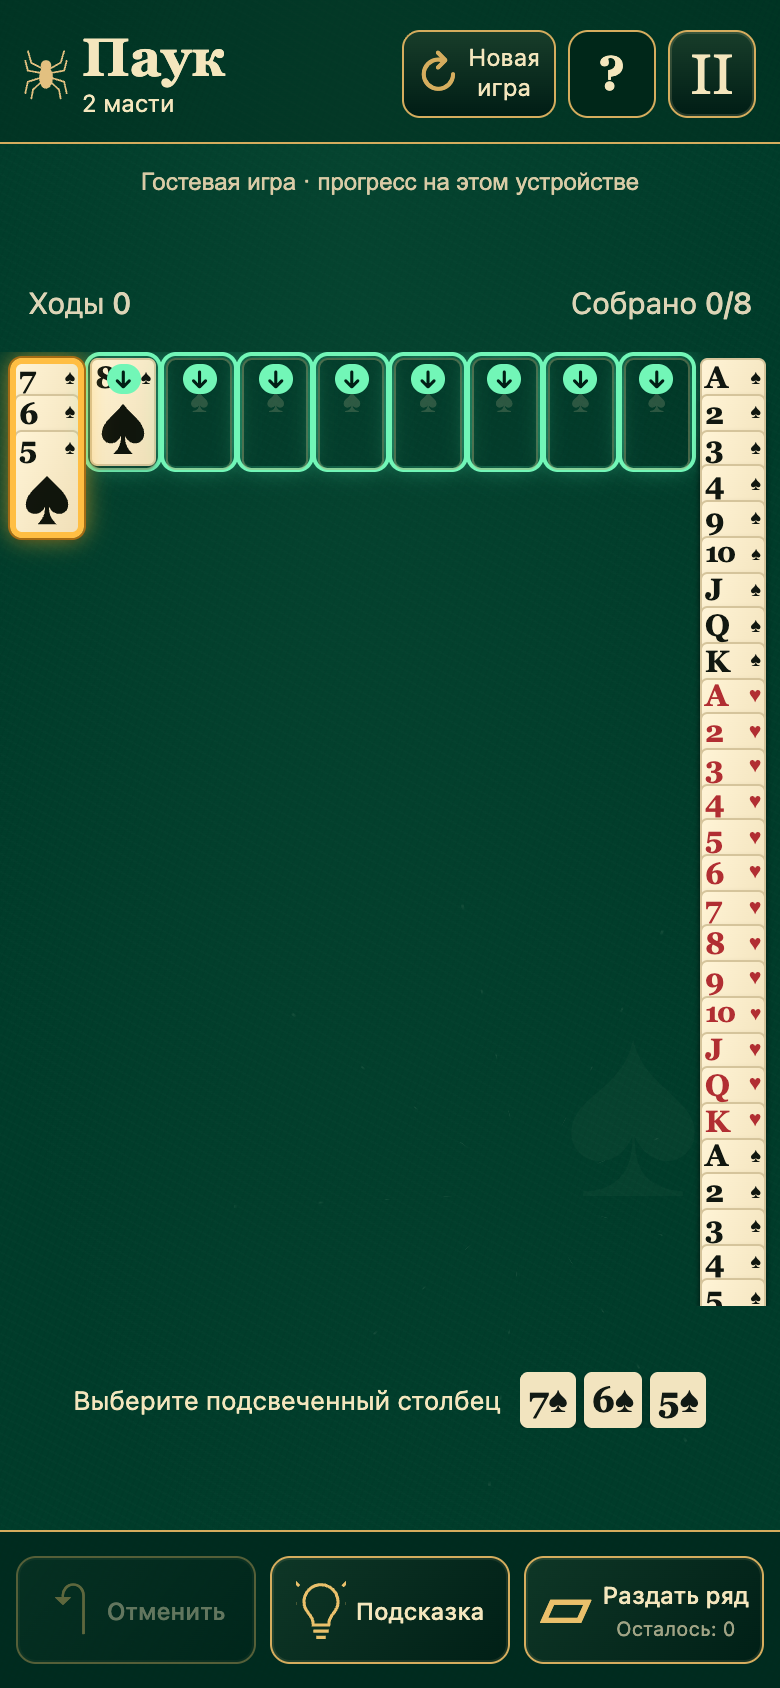 Паук
2 масти
Новая
игра
?
II
Гостевая игра · прогресс на этом устройстве
Ходы 0
Собрано 0/8
7♠
6♠
5♠
8♠
A♠
2♠
3♠
4♠
9♠
10♠
J♠
Q♠
K♠
A♥
2♥
3♥
4♥
5♥
6♥
7♥
8♥
9♥
10♥
J♥
Q♥
K♥
A♠
2♠
3♠
4♠
5♠
Выберите подсвеченный столбец 7♠ 6♠ 5♠
Отменить
Подсказка
Раздать ряд
Осталось: 0